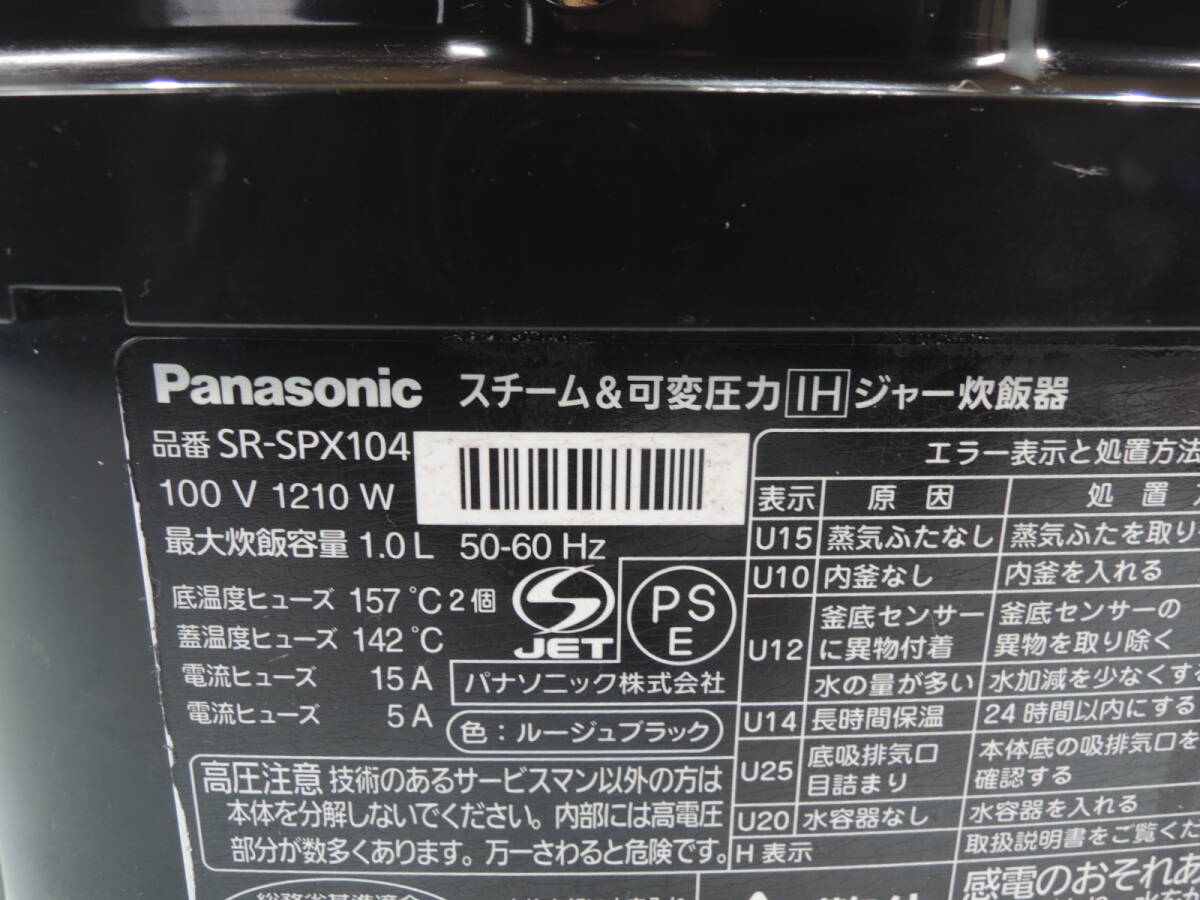 Panasonic スチーム&可変圧力 IH ジャー炊飯器
品番 SR-SPX104
100 V 1210 W
最大炊飯容量 1.0 L 50-60 Hz
底温度ヒューズ 157 ℃ 2個
蓋温度ヒューズ 142 ℃
電流ヒューズ 15 A
電流ヒューズ 5 A
JET
PS
E
パナソニック株式会社
色:ルージュブラック
高圧注意 技術のあるサービスマン以外の方は
本体を分解しないでください。内部には高電圧
部分が数多くあります。万一さわると危険です。
エラー表示と処置方法
表示 原因 処置
U15 蒸気ふたなし 蒸気ふたを取り
U10 内釜なし 内釜を入れる
U12 釜底センサーに異物付着 釜底センサーの異物を取り除く
水の量が多い 水加減を少なくする
U14 長時間保温 24時間以内にする
U25 底吸排気口目詰まり 本体底の吸排気口を確認する
U20 水容器なし 水容器を入れる
H 表示 取扱説明書をご覧くだ
総務省基準適合
感電のおそれあ